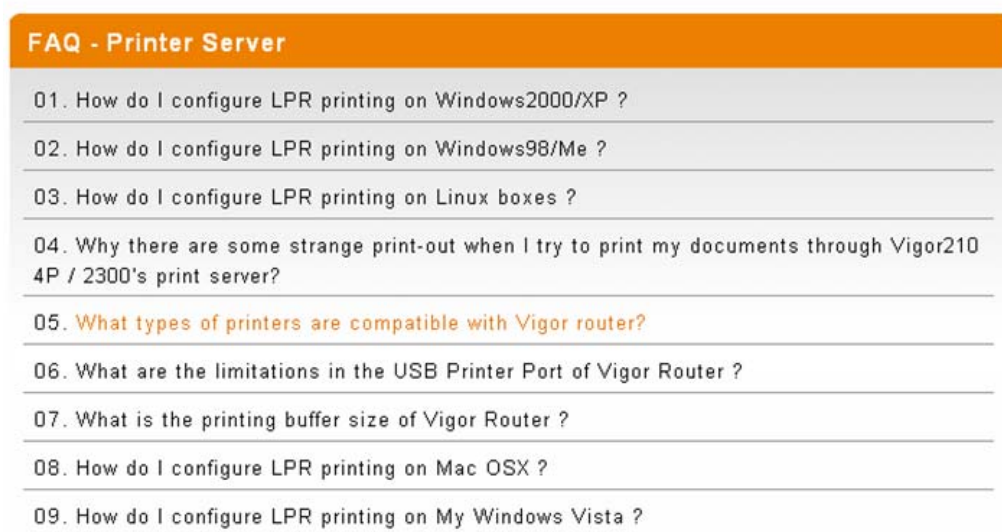 FAQ - Printer Server
01. How do I configure LPR printing on Windows2000/XP ?
02. How do I configure LPR printing on Windows98/Me ?
03. How do I configure LPR printing on Linux boxes ?
04. Why there are some strange print-out when I try to print my documents through Vigor210
4P / 2300's print server?
05. What types of printers are compatible with Vigor router?
06. What are the limitations in the USB Printer Port of Vigor Router ?
07. What is the printing buffer size of Vigor Router ?
08. How do I configure LPR printing on Mac OSX ?
09. How do I configure LPR printing on My Windows Vista ?